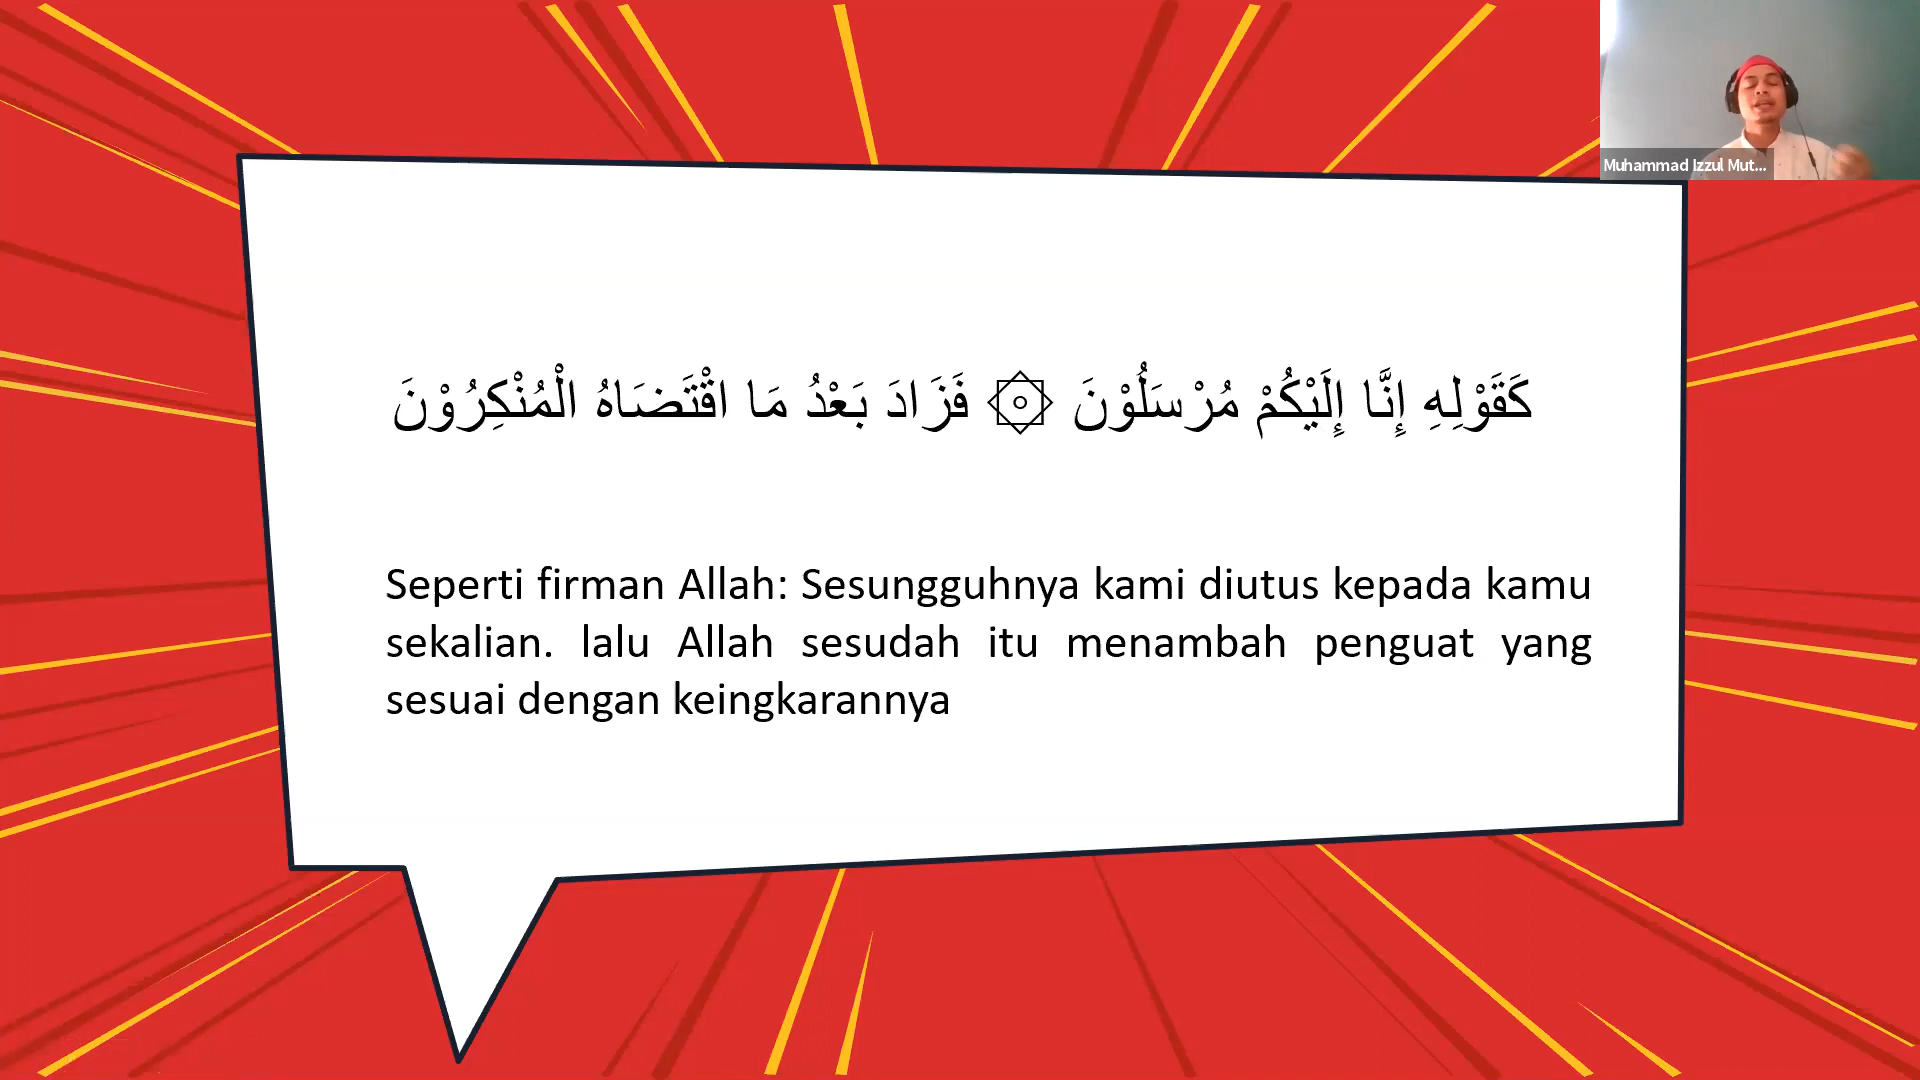 Muhammad Izzul Mut...
كَقَوْلِهِ إِنَّا إِلَيْكُمْ مُرْسَلُوْنَ ۞ فَزَادَ بَعْدُ مَا اقْتَضَاهُ الْمُنْكِرُوْنَ
Seperti firman Allah: Sesungguhnya kami diutus kepada kamu
sekalian. lalu Allah sesudah itu menambah penguat yang
sesuai dengan keingkarannya